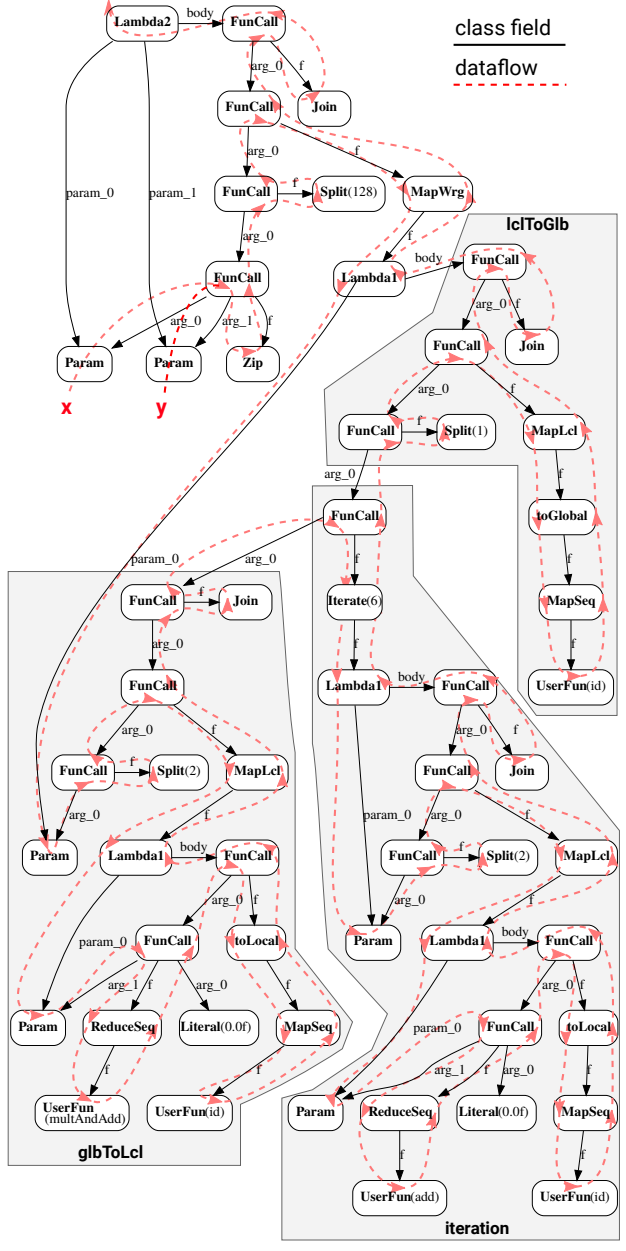 Lambda2
body
FunCall
class field
dataflow
arg_0
f
FunCall
Join
arg_0
f
param_0
param_1
FunCall
f
Split(128)
MapWrg
arg_0
f
lclToGlb
FunCall
Lambda1
body
FunCall
arg_0
f
arg_0
arg_1
f
Param
Param
Zip
FunCall
Join
x
y
arg_0
f
FunCall
f
Split(1)
MapLcl
arg_0
f
FunCall
toGlobal
param_0
arg_0
f
f
FunCall
f
Join
Iterate(6)
MapSeq
arg_0
f
f
FunCall
Lambda1
body
FunCall
UserFun(id)
arg_0
f
arg_0
f
FunCall
f
Split(2)
MapLcl
FunCall
Join
arg_0
f
param_0
arg_0
f
Param
Lambda1
body
FunCall
FunCall
f
Split(2)
MapLcl
arg_0
f
arg_0
f
param_0
FunCall
toLocal
Param
Lambda1
body
FunCall
arg_1
f
arg_0
f
arg_0
f
Param
ReduceSeq
Literal(0.0f)
MapSeq
param_0
FunCall
toLocal
f
f
arg_1
f
arg_0
f
UserFun
(multAndAdd)
UserFun(id)
Param
ReduceSeq
Literal(0.0f)
MapSeq
glbToLcl
f
f
UserFun(add)
UserFun(id)
iteration